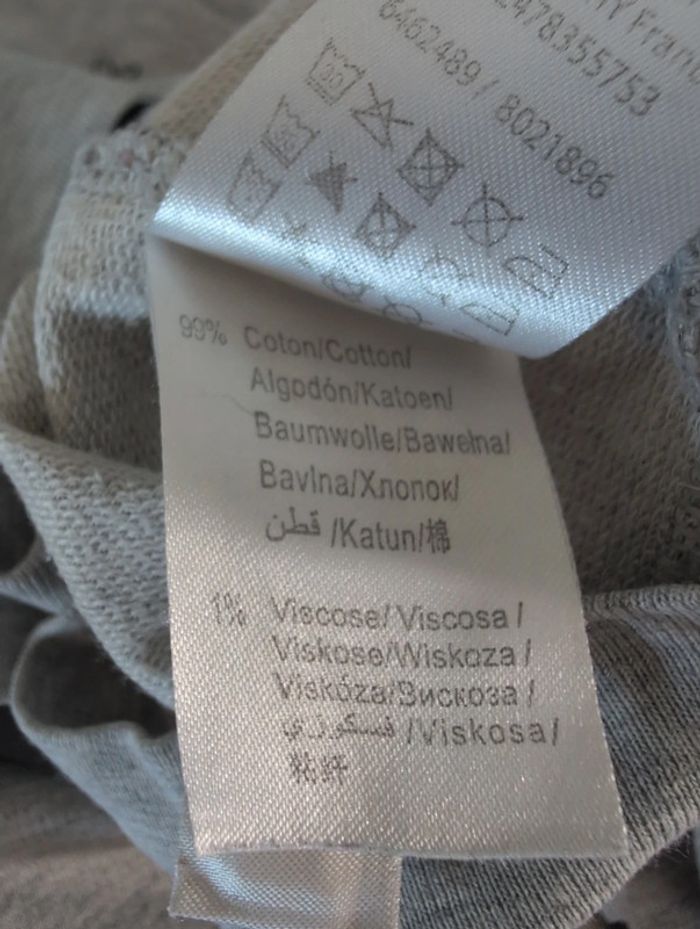 478355753
6462489 / 8021896
99% Coton/Cotton/
Algodón/Katoen/
Baumwolle/Bawełna/
Bavlna/Хлопок/
قطن /Katun/棉
1% Viscose/Viscosa/
Viskose/Wiskoza/
Viskóza/Вискоза/
فسكوزي /Viskosa/
粘纤